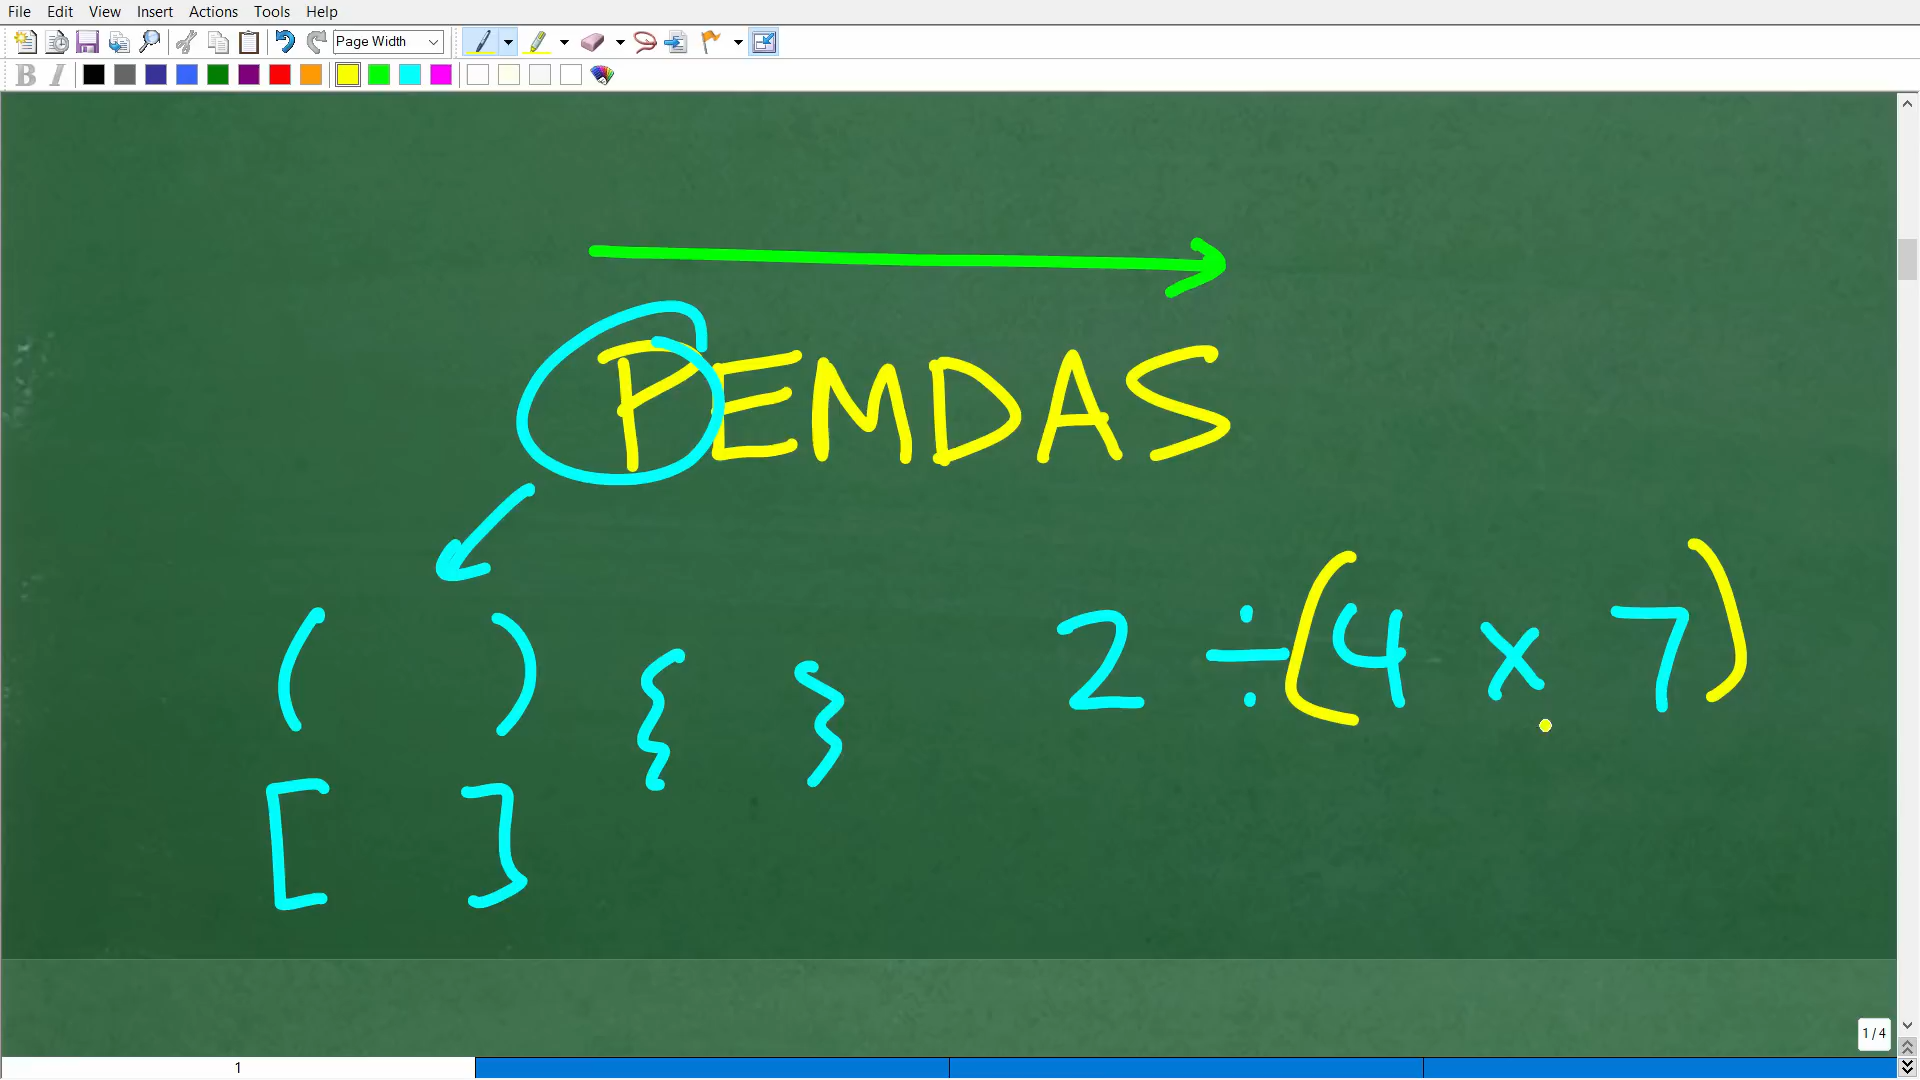 File Edit View Insert Actions Tools Help
Page Width
B I
PEMDAS
( ) { } 2 ÷ (4 x 7)
[ ]
1 / 4
1